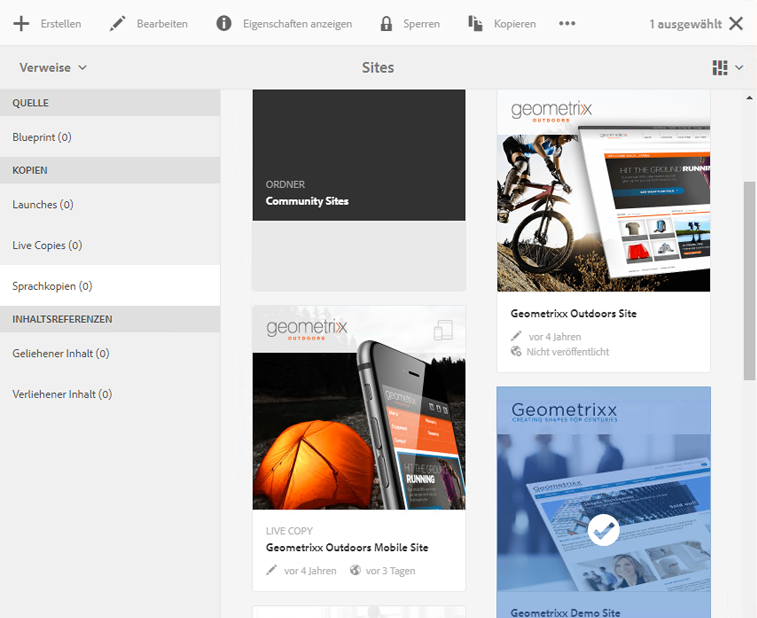 Erstellen
Bearbeiten
Eigenschaften anzeigen
Sperren
Kopieren
1 ausgewählt
Verweise
Sites
QUELLE
Blueprint (0)
KOPIEN
Launches (0)
Live Copies (0)
Sprachkopien (0)
INHALTSREFERENZEN
Geliehener Inhalt (0)
Verliehener Inhalt (0)
ORDNER
Community Sites
geometrixx
OUTDOORS
HIT THE GROUND
RUNNING
LIVE COPY
Geometrixx Outdoors Mobile Site
vor 4 Jahren
vor 3 Tagen
geometrixx
OUTDOORS
HIT THE GROUND RUNNING
Geometrixx Outdoors Site
vor 4 Jahren
Nicht veröffentlicht
Geometrixx
CREATING SHAPES FOR CENTURIES
Geometrixx
Geometrixx Demo Site